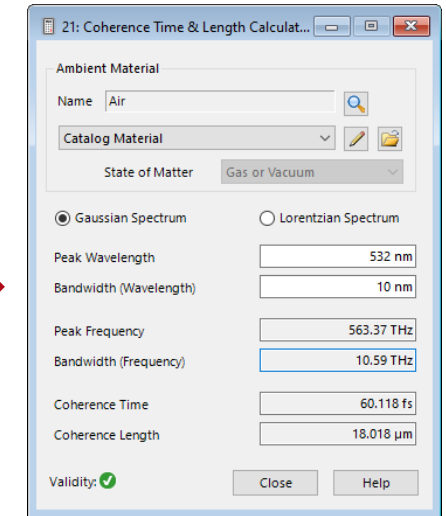 21: Coherence Time & Length Calculat...
Ambient Material
Name Air
Catalog Material
State of Matter Gas or Vacuum
Gaussian Spectrum Lorentzian Spectrum
Peak Wavelength 532 nm
Bandwidth (Wavelength) 10 nm
Peak Frequency 563.37 THz
Bandwidth (Frequency) 10.59 THz
Coherence Time 60.118 fs
Coherence Length 18.018 µm
Validity: Close Help